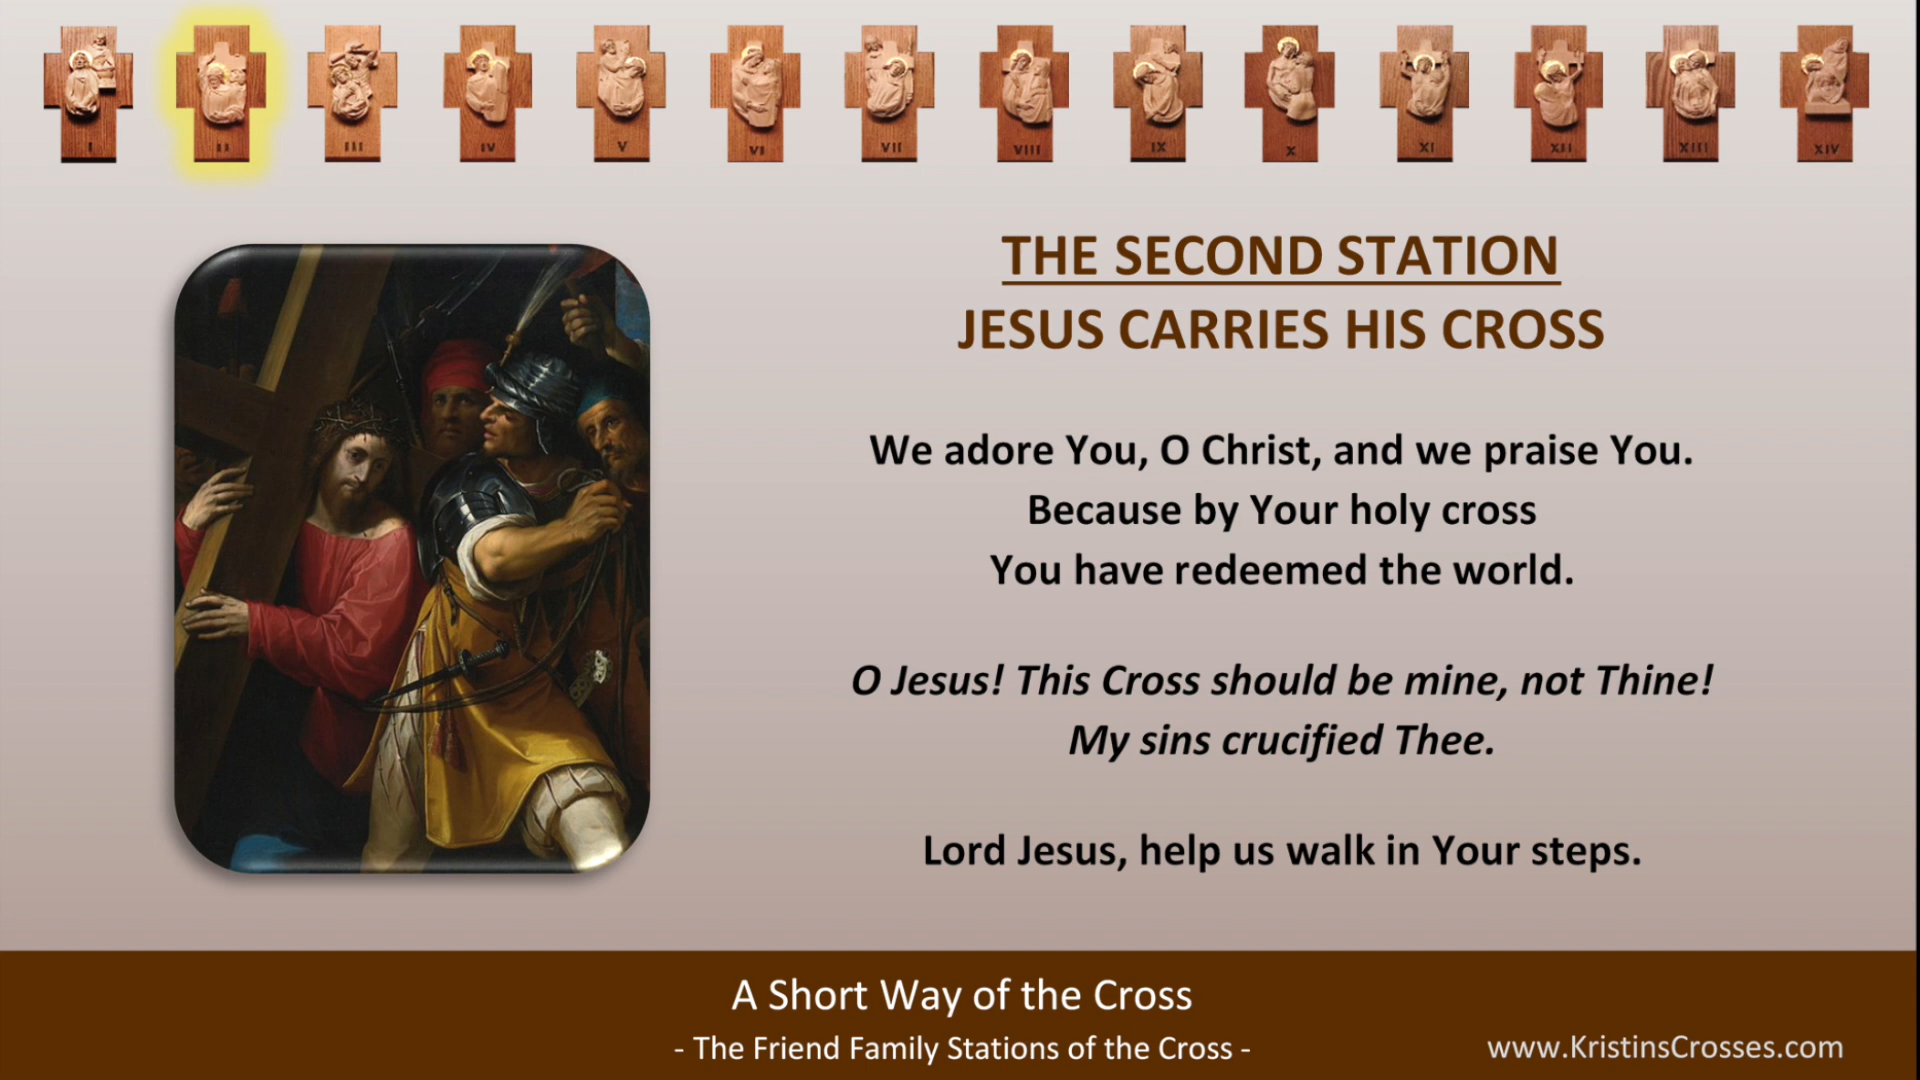 I II III IV V VI VII VIII IX X XI XII XIII XIV
THE SECOND STATION
JESUS CARRIES HIS CROSS
We adore You, O Christ, and we praise You.
Because by Your holy cross
You have redeemed the world.
O Jesus! This Cross should be mine, not Thine!
My sins crucified Thee.
Lord Jesus, help us walk in Your steps.
A Short Way of the Cross
- The Friend Family Stations of the Cross -
www.KristinsCrosses.com